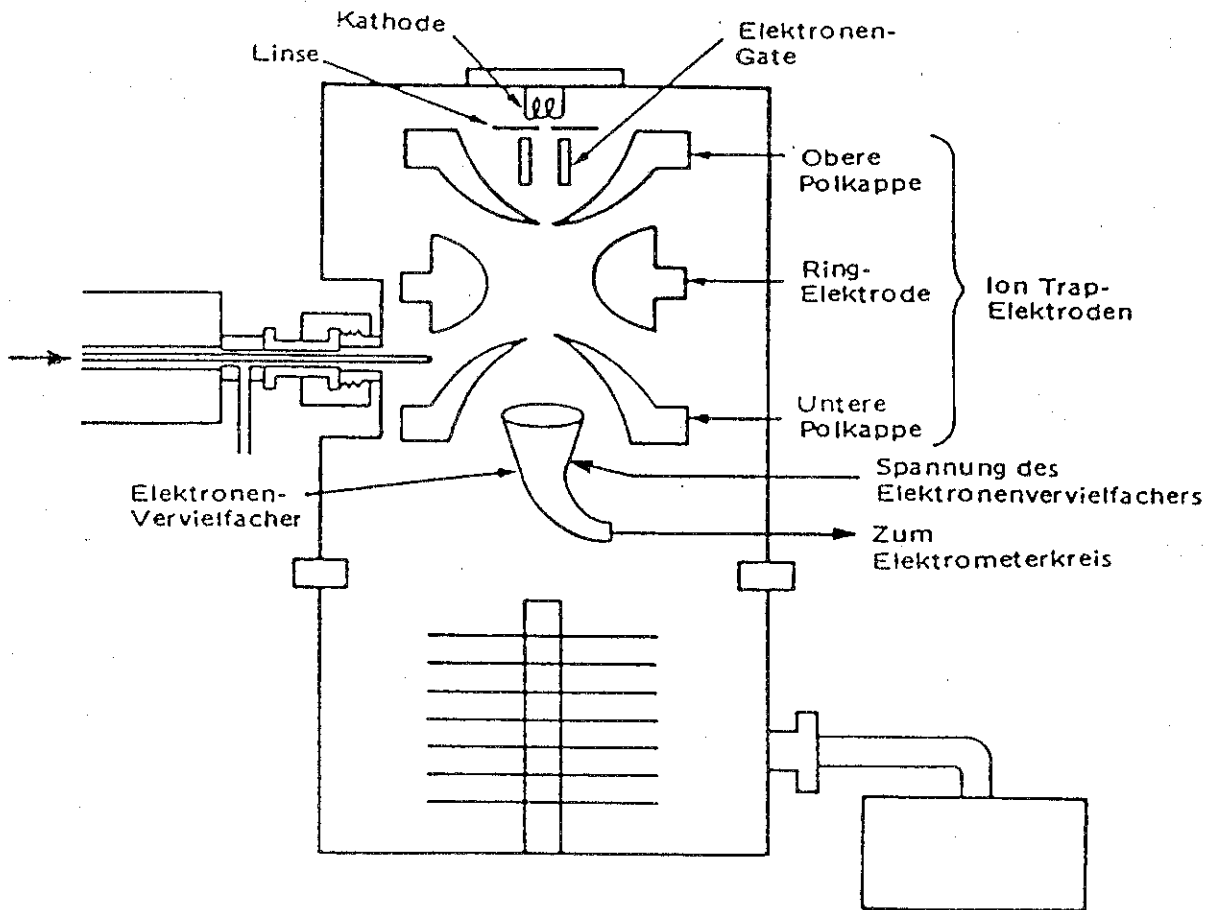 Kathode
Linse
Elektronen-
Gate
Obere
Polkappe
Ring-
Elektrode
Ion Trap-
Elektroden
Untere
Polkappe
Elektronen-
Vervielfacher
Spannung des
Elektronenvervielfachers
Zum
Elektrometerkreis